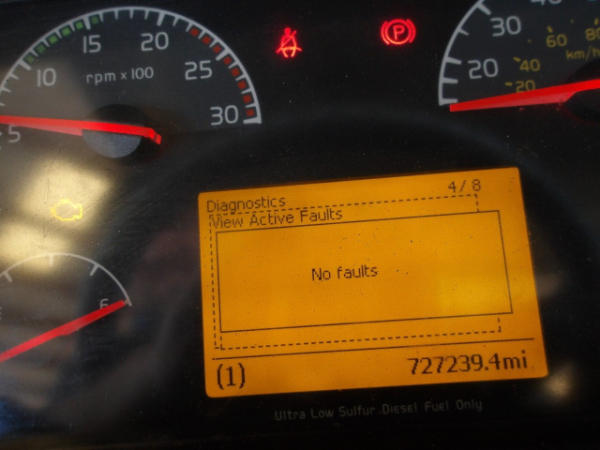 15
20
10
25
rpm x 100
5
30
P
30
40
20
60
80
km/h
40
20
6
Diagnostics 4/8
View Active Faults
No faults
(1) 727239.4mi
Ultra Low Sulfur Diesel Fuel Only